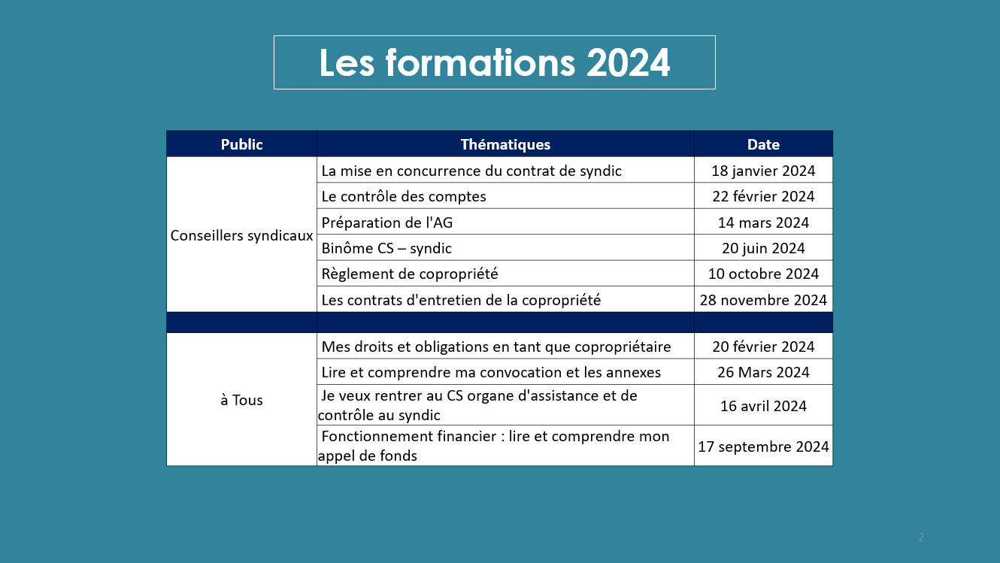 Les formations 2024
Public Thématiques Date
Conseillers syndicaux
La mise en concurrence du contrat de syndic 18 janvier 2024
Le contrôle des comptes 22 février 2024
Préparation de l'AG 14 mars 2024
Binôme CS – syndic 20 juin 2024
Règlement de copropriété 10 octobre 2024
Les contrats d'entretien de la copropriété 28 novembre 2024
à Tous
Mes droits et obligations en tant que copropriétaire 20 février 2024
Lire et comprendre ma convocation et les annexes 26 Mars 2024
Je veux rentrer au CS organe d'assistance et de
contrôle au syndic
16 avril 2024
Fonctionnement financier : lire et comprendre mon
appel de fonds
17 septembre 2024
2